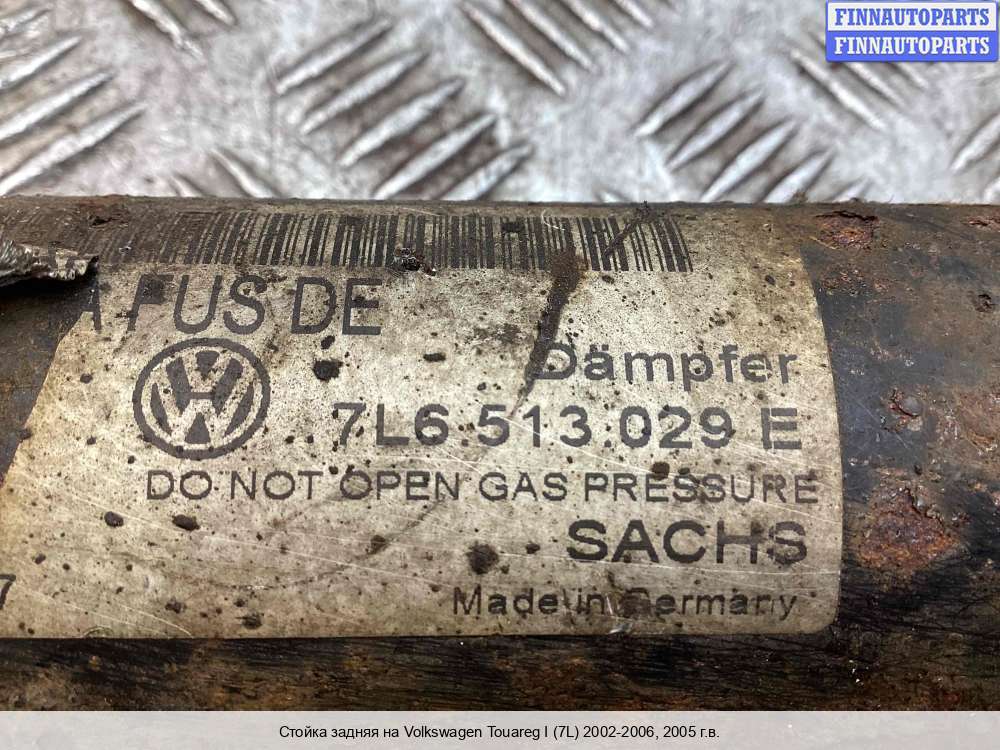 FINNAUTOPARTS
FINNAUTOPARTS
FUS DE
Dämpfer
7L6.513.029 E
DO NOT OPEN GAS PRESSURE
SACHS
7
Made in Germany
Стойка задняя на Volkswagen Touareg I (7L) 2002-2006, 2005 г.в.